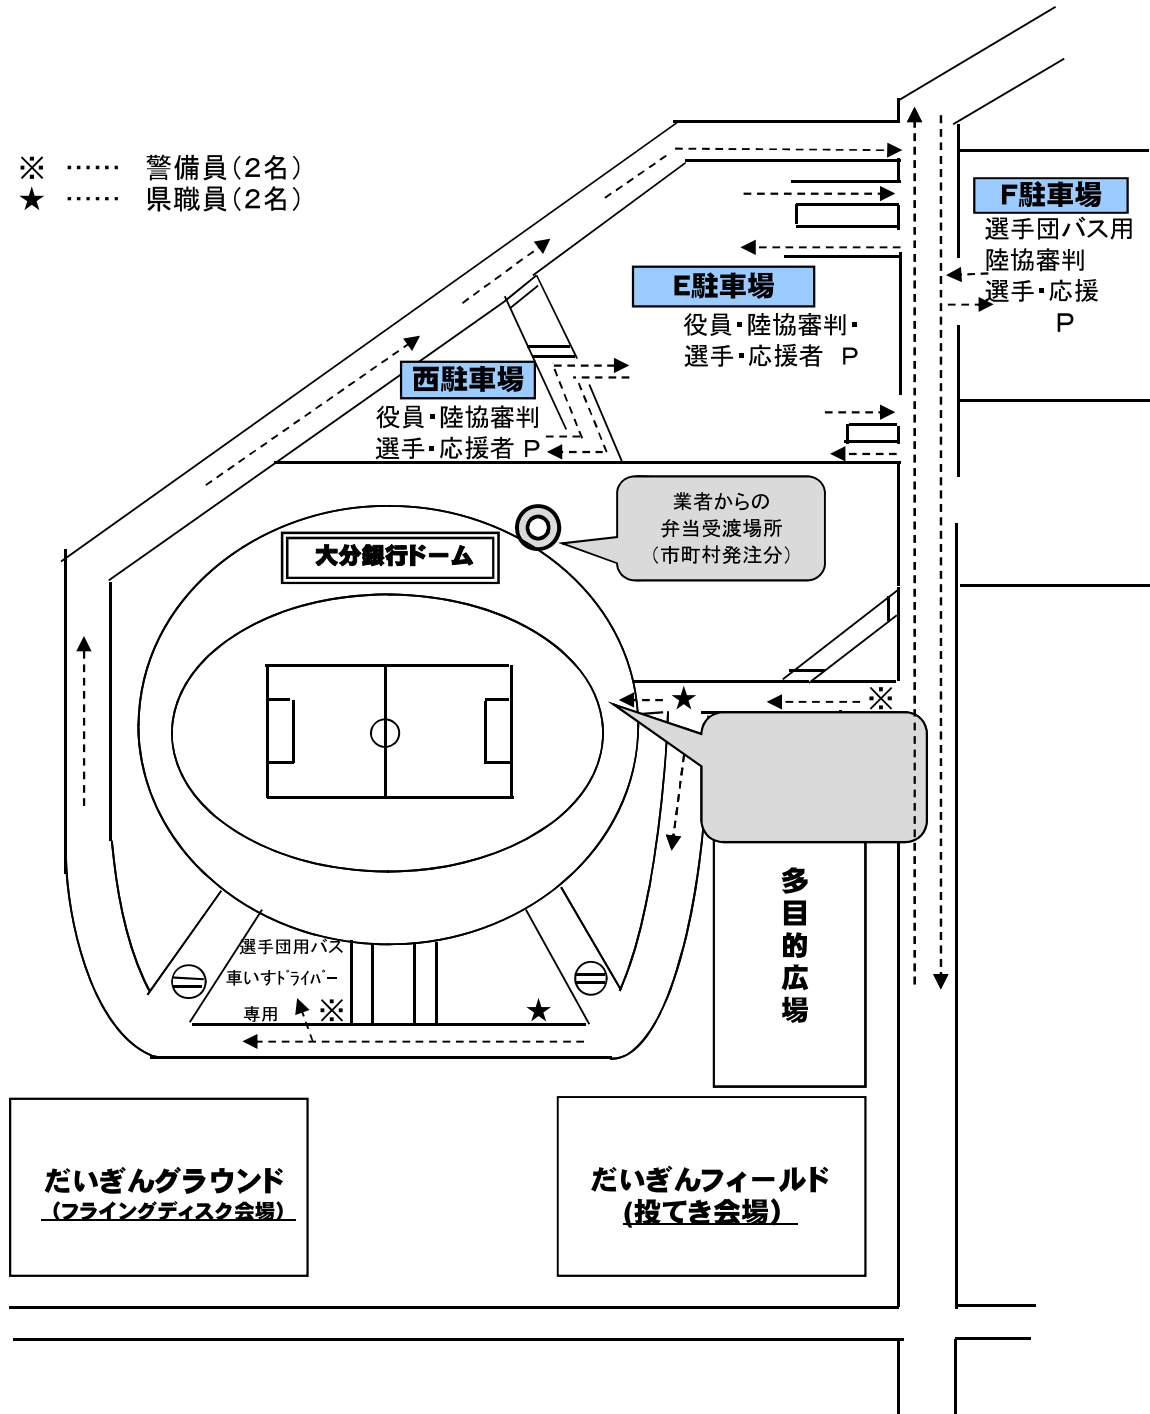 ※ …… 警備員(2名)
★ …… 県職員(2名)
F駐車場
選手団バス用
陸協審判
選手・応援
P
E駐車場
役員・陸協審判・
選手・応援者 P
西駐車場
役員・陸協審判
選手・応援者 P
業者からの
弁当受渡場所
(市町村発注分)
大分銀行ドーム
★
※
多目的広場
選手団用バス
車いすドライバー
専用
※
★
だいぎんグラウンド
(フライングディスク会場)
だいぎんフィールド
(投てき会場)